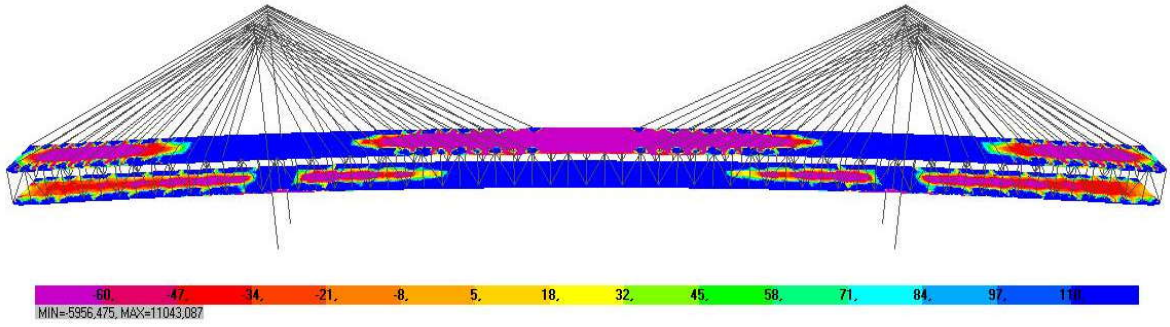 -60, -47, -34, -21, -8, 5, 18, 32, 45, 58, 71, 84, 97, 110,
MIN=-5956,475, MAX=11043,087